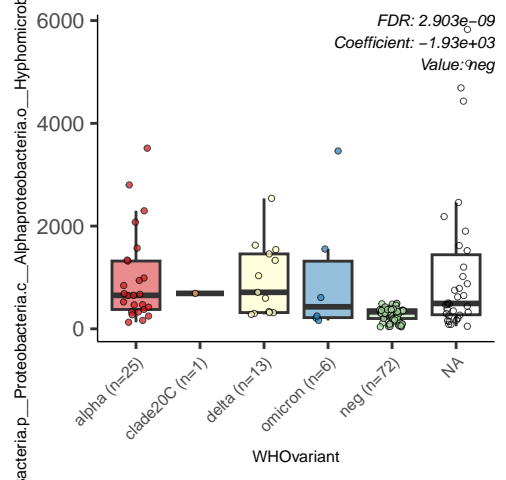 FDR: 2.903e−09
Coefficient: −1.93e+03
Value: neg
6000
4000
2000
0
acteria.p__Proteobacteria.c__Alphaproteobacteria.o__Hyphomicrob
alpha (n=25)
clade20C (n=1)
delta (n=13)
omicron (n=6)
neg (n=72)
NA
WHOvariant